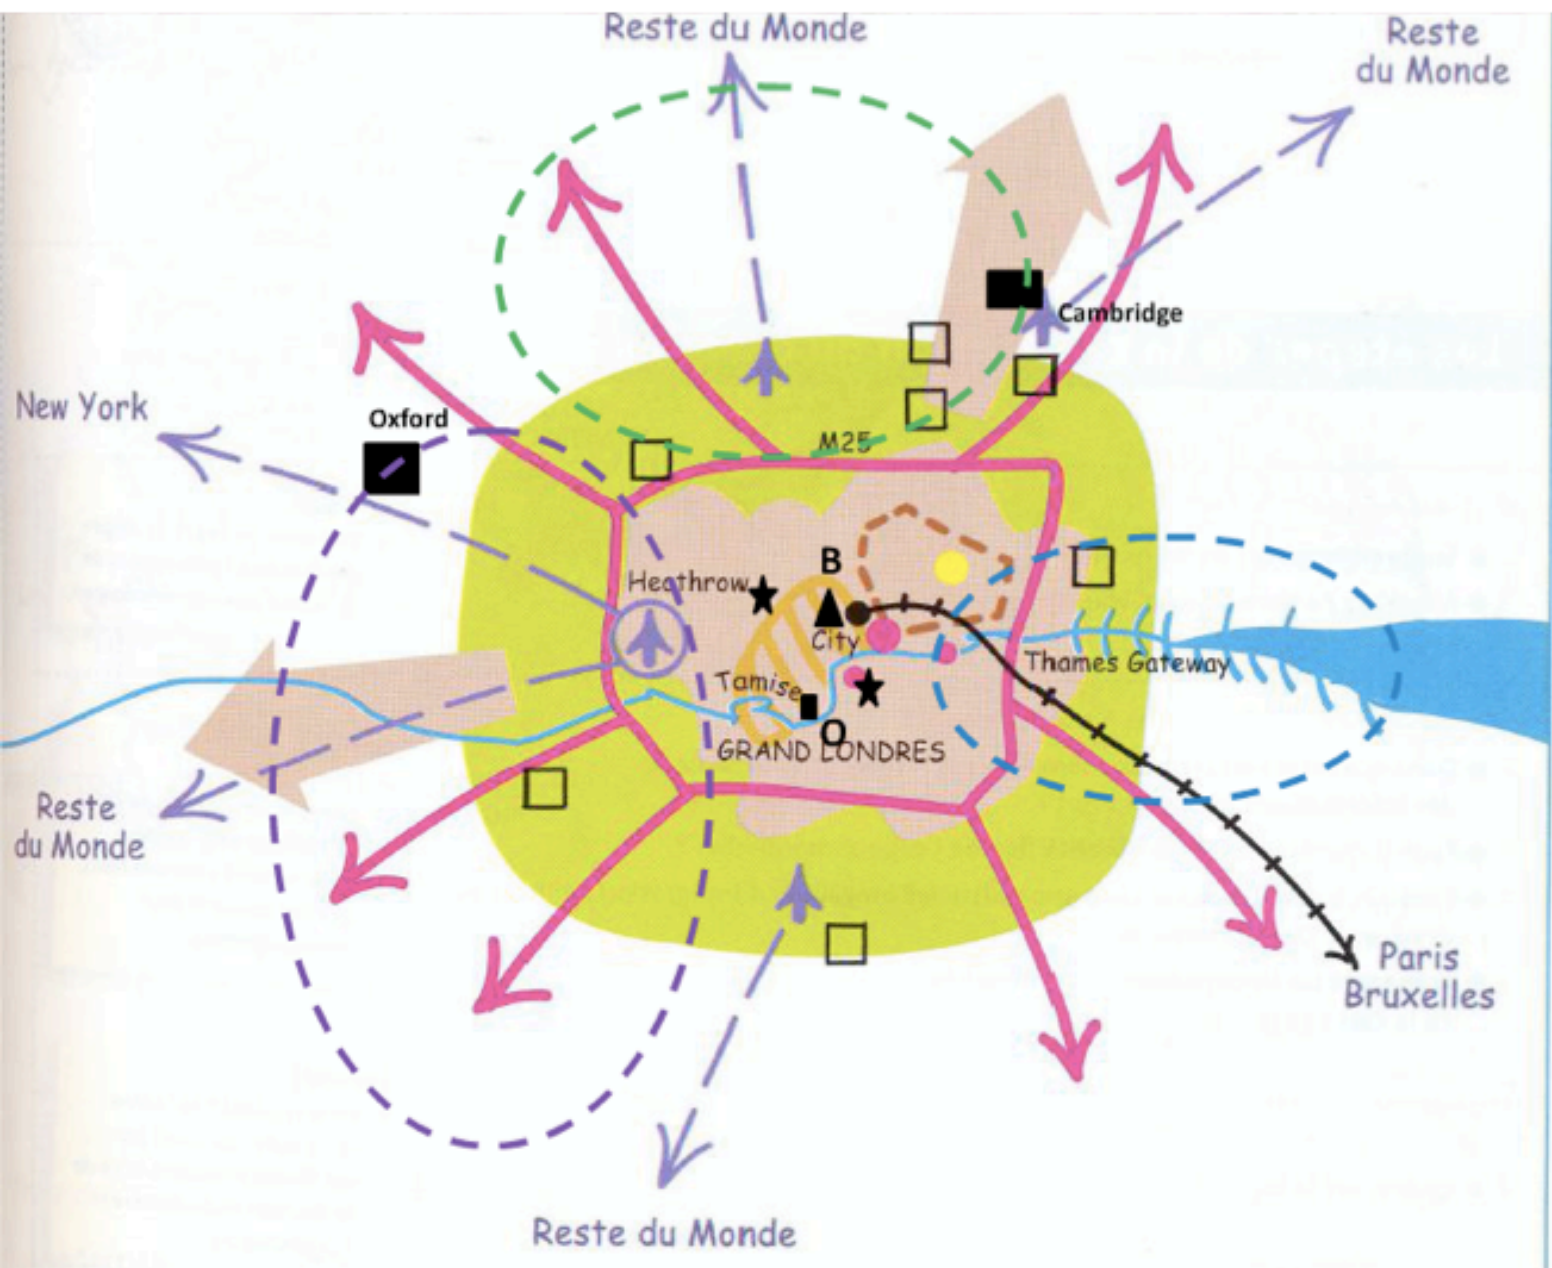 Reste du Monde
Reste
du Monde
Cambridge
New York
Oxford
M25
B
Heathrow
City
Thames Gateway
Tamise
O
GRAND LONDRES
Reste
du Monde
Paris
Bruxelles
Reste du Monde